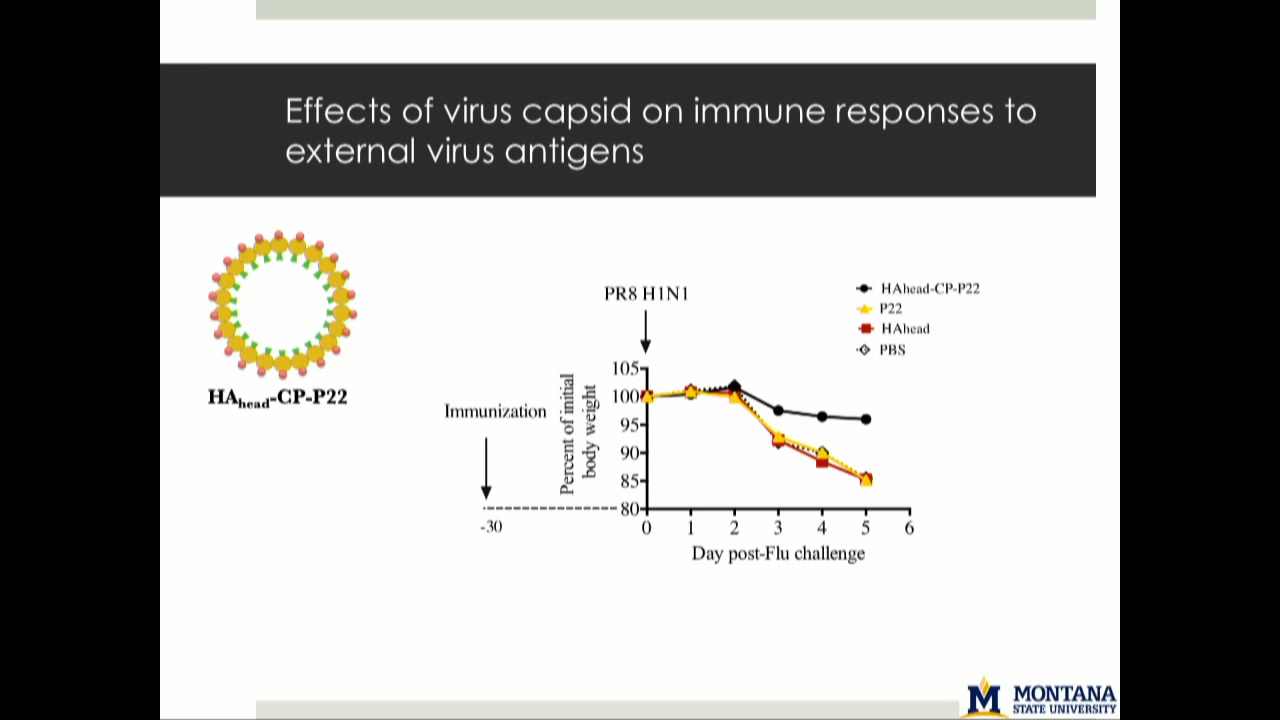 Effects of virus capsid on immune responses to
external virus antigens
HAhead-CP-P22
Immunization
-30
PR8 H1N1
Percent of initial
body weight
105
100
95
90
85
80
0 1 2 3 4 5 6
Day post-Flu challenge
HAhead-CP-P22
P22
HAhead
PBS
M MONTANA
STATE UNIVERSITY